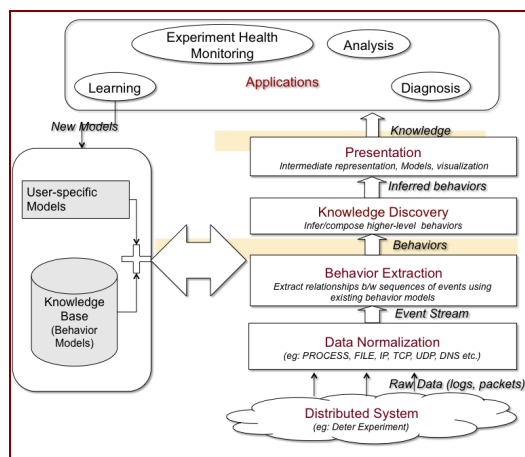 Experiment Health
Monitoring
Analysis
Applications
Learning
Diagnosis
New Models
Knowledge
Presentation
Intermediate representation, Models, visualization
Inferred behaviors
User-specific
Models
Knowledge Discovery
Infer/compose higher-level behaviors
Behaviors
Behavior Extraction
Extract relationships b/w sequences of events using
existing behavior models
Knowledge
Base
(Behavior
Models)
Event Stream
Data Normalization
(eg: PROCESS, FILE, IP, TCP, UDP, DNS etc.)
Raw Data (logs, packets)
Distributed System
(eg: Deter Experiment)